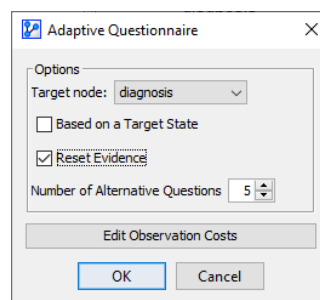 Adaptive Questionnaire
Options
Target node: diagnosis
Based on a Target State
Reset Evidence
Number of Alternative Questions 5
Edit Observation Costs
OK Cancel